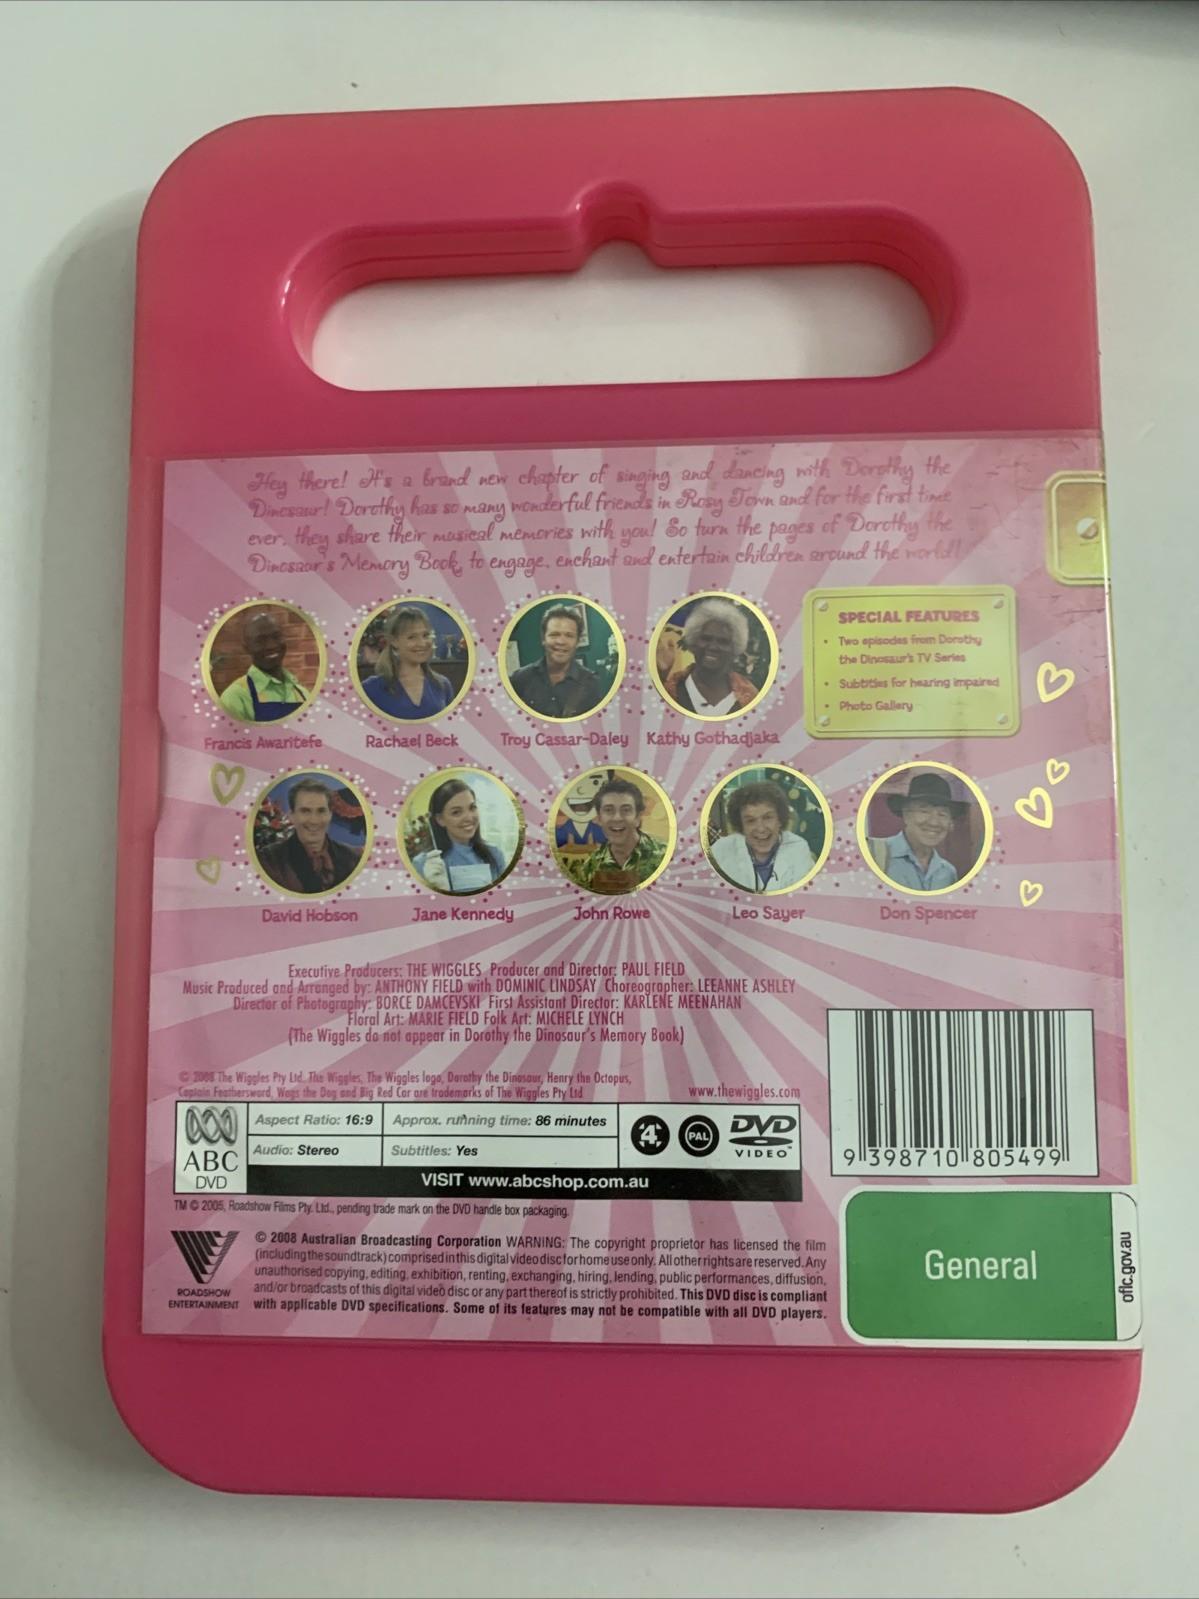 Hey there! It's a brand new chapter of singing and dancing with Dorothy the
Dinosaur! Dorothy has so many wonderful friends in Rosy Town and for the first time
ever, they share their musical memories with you! So turn the pages of Dorothy the
Dinosaur's Memory Book, to engage, enchant and entertain children around the world!
SPECIAL FEATURES
• Two episodes from Dorothy
the Dinosaur's TV Series
• Subtitles for hearing impaired
• Photo Gallery
Francis Awaritefe
Rachael Beck
Troy Cassar-Daley
Kathy Gothadjaka
David Hobson
Jane Kennedy
John Rowe
Leo Sayer
Don Spencer
Executive Producers: THE WIGGLES Producer and Director: PAUL FIELD
Music Produced and Arranged by: ANTHONY FIELD with DOMINIC LINDSAY Choreographer: LEEANNE ASHLEY
Director of Photography: BORCE DAMCEVSKI First Assistant Director: KARLENE MEENAHAN
Floral Art: MARIE FIELD Folk Art: MICHELE LYNCH
(The Wiggles do not appear in Dorothy the Dinosaur's Memory Book)
© 2008 The Wiggles Pty Ltd. The Wiggles, The Wiggles logo, Dorothy the Dinosaur, Henry the Octopus,
Captain Feathersword, Wags the Dog and Big Red Car are trademarks of The Wiggles Pty Ltd
www.thewiggles.com
ABC
DVD
Aspect Ratio: 16:9
Approx. running time: 86 minutes
Audio: Stereo
Subtitles: Yes
4
PAL
DVD
VIDEO™
VISIT www.abcshop.com.au
9 398710 805499
TM © 2005, Roadshow Films Pty. Ltd., pending trade mark on the DVD handle box packaging.
ROADSHOW
ENTERTAINMENT
© 2008 Australian Broadcasting Corporation WARNING: The copyright proprietor has licensed the film
(including the soundtrack) comprised in this digital video disc for home use only. All other rights are reserved. Any
unauthorised copying, editing, exhibition, renting, exchanging, hiring, lending, public performances, diffusion,
and/or broadcasts of this digital video disc or any part thereof is strictly prohibited. This DVD disc is compliant
with applicable DVD specifications. Some of its features may not be compatible with all DVD players.
General
oflc.gov.au